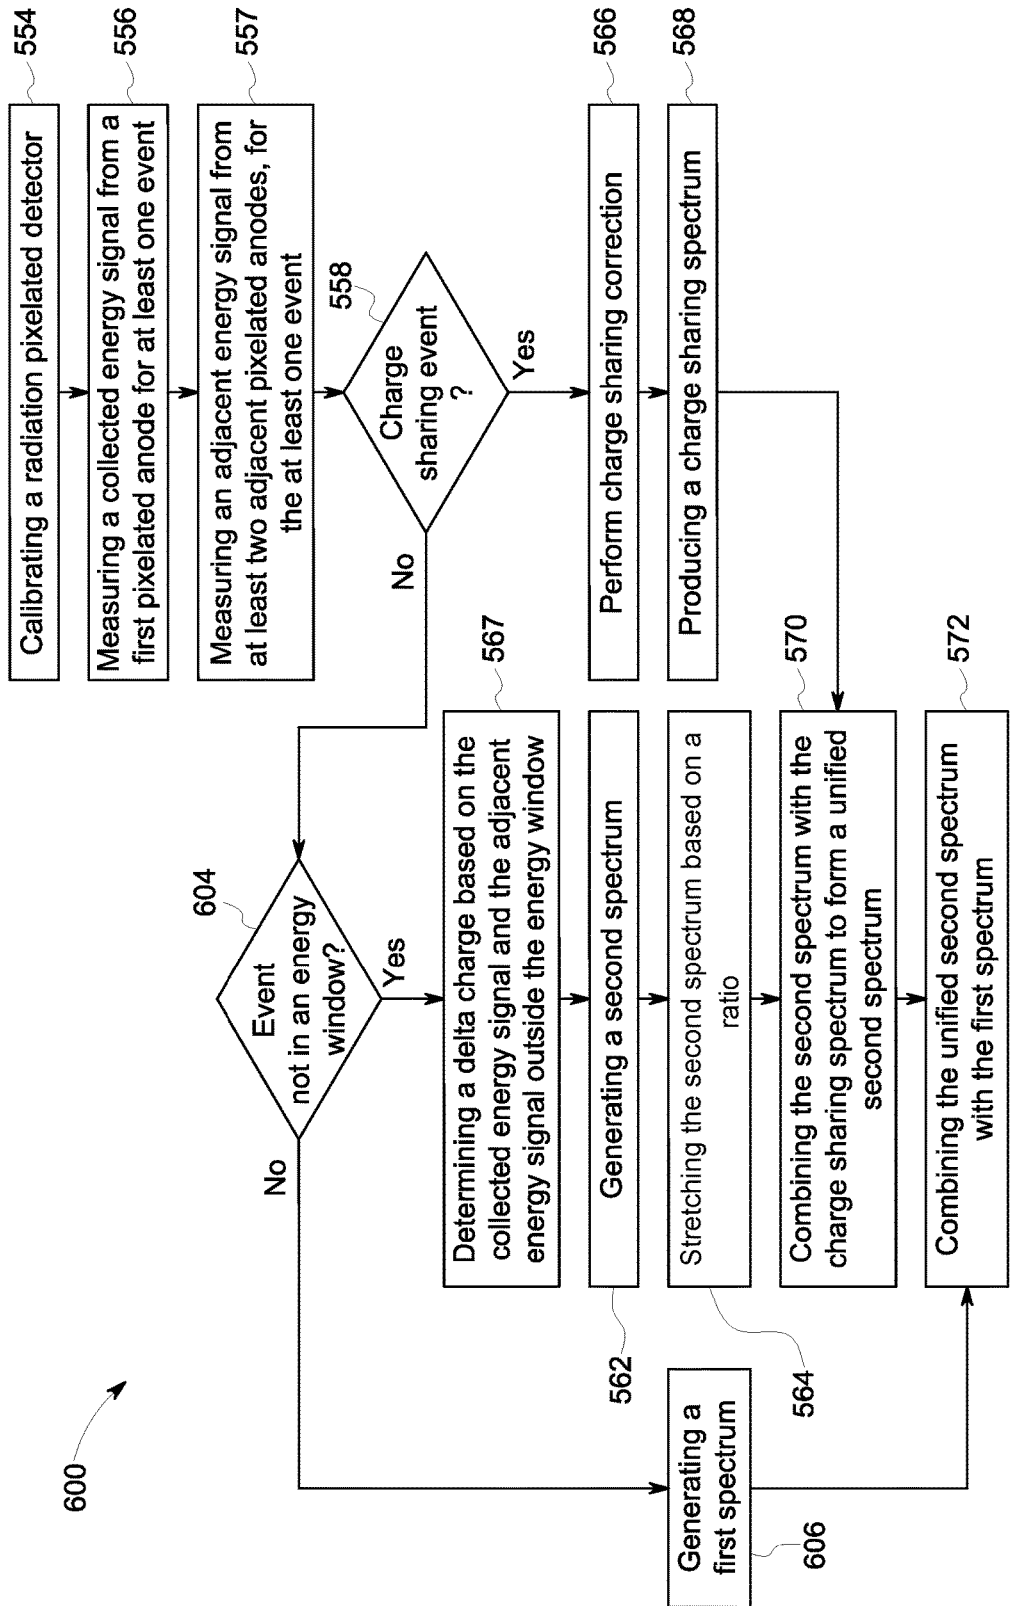 600
Calibrating a radiation pixelated detector
554
Measuring a collected energy signal from a
first pixelated anode for at least one event
556
Measuring an adjacent energy signal from
at least two adjacent pixelated anodes, for
the at least one event
557
Charge
sharing event
?
558
No
Yes
Event
not in an energy
window?
604
No
Yes
Determining a delta charge based on the
collected energy signal and the adjacent
energy signal outside the energy window
567
Perform charge sharing correction
566
Generating a second spectrum
562
Producing a charge sharing spectrum
568
Generating a
first spectrum
606
Stretching the second spectrum based on a
ratio
564
Combining the second spectrum with the
charge sharing spectrum to form a unified
second spectrum
570
Combining the unified second spectrum
with the first spectrum
572